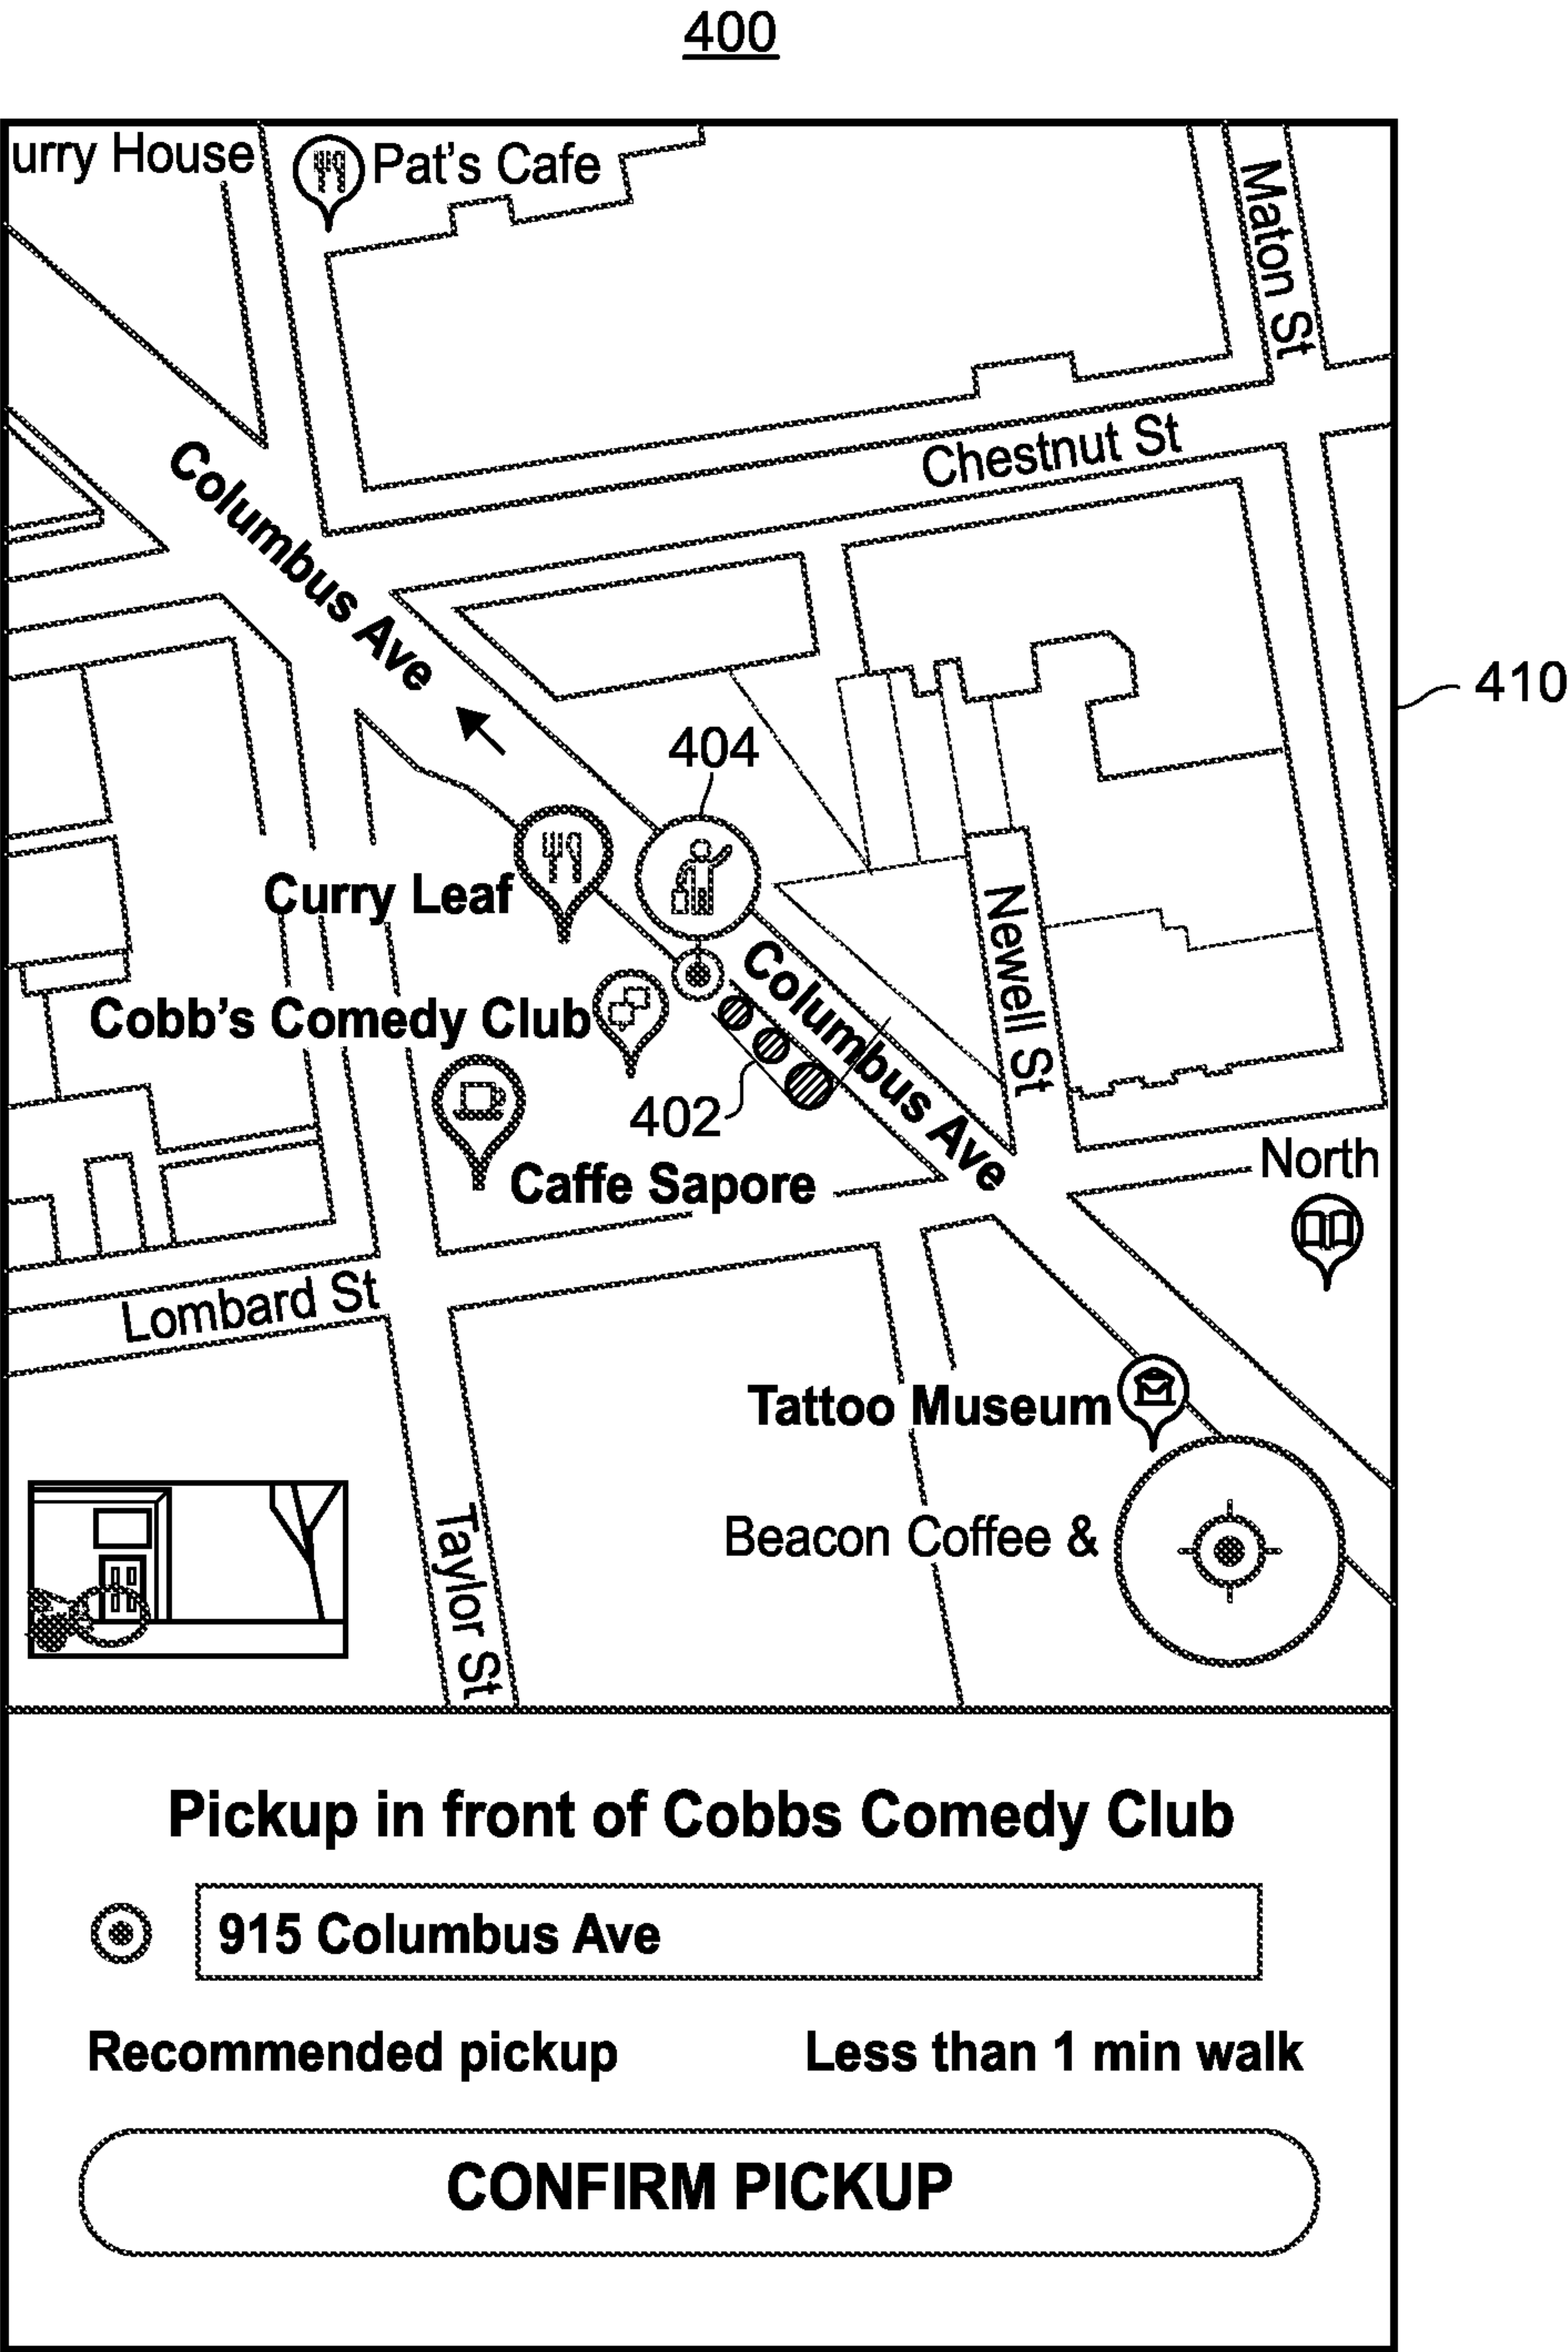 400
urry House
Pat's Cafe
Maton St
Chestnut St
Columbus Ave
410
404
Curry Leaf
Columbus Ave
Newell St
Cobb's Comedy Club
402
Caffe Sapore
North
Lombard St
Tattoo Museum
Beacon Coffee &
Taylor St
Pickup in front of Cobbs Comedy Club
915 Columbus Ave
Recommended pickup
Less than 1 min walk
CONFIRM PICKUP